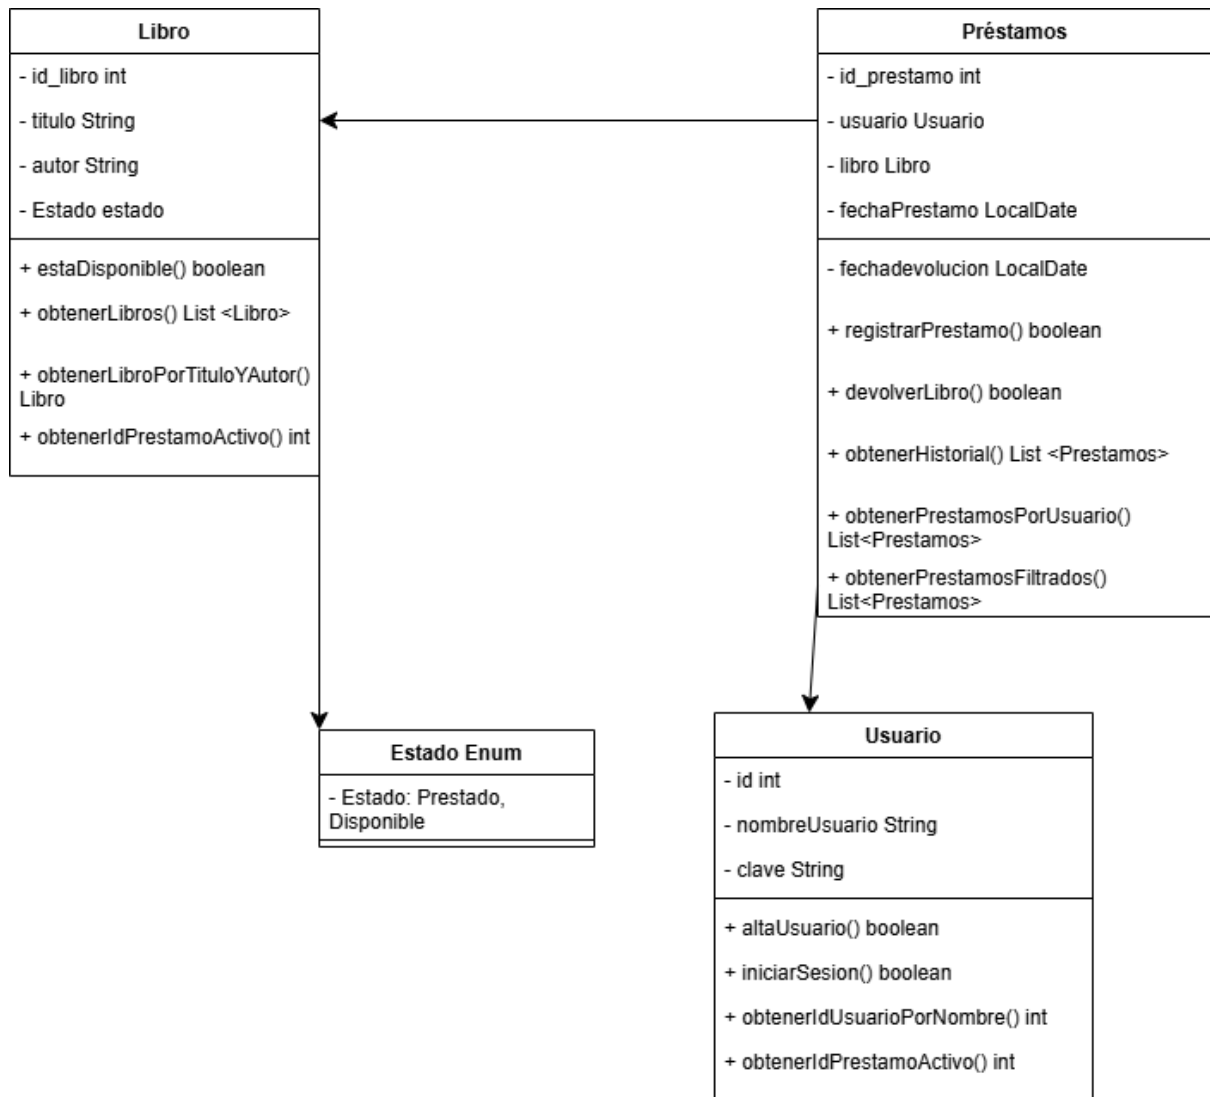 Libro
- id_libro int
- titulo String
- autor String
- Estado estado
+ estaDisponible() boolean
+ obtenerLibros() List <Libro>
+ obtenerLibroPorTituloYAutor()
Libro
+ obtenerIdPrestamoActivo() int
Préstamos
- id_prestamo int
- usuario Usuario
- libro Libro
- fechaPrestamo LocalDate
- fechadevolucion LocalDate
+ registrarPrestamo() boolean
+ devolverLibro() boolean
+ obtenerHistorial() List <Prestamos>
+ obtenerPrestamosPorUsuario()
List<Prestamos>
+ obtenerPrestamosFiltrados()
List<Prestamos>
Estado Enum
- Estado: Prestado,
Disponible
Usuario
- id int
- nombreUsuario String
- clave String
+ altaUsuario() boolean
+ iniciarSesion() boolean
+ obtenerIdUsuarioPorNombre() int
+ obtenerIdPrestamoActivo() int